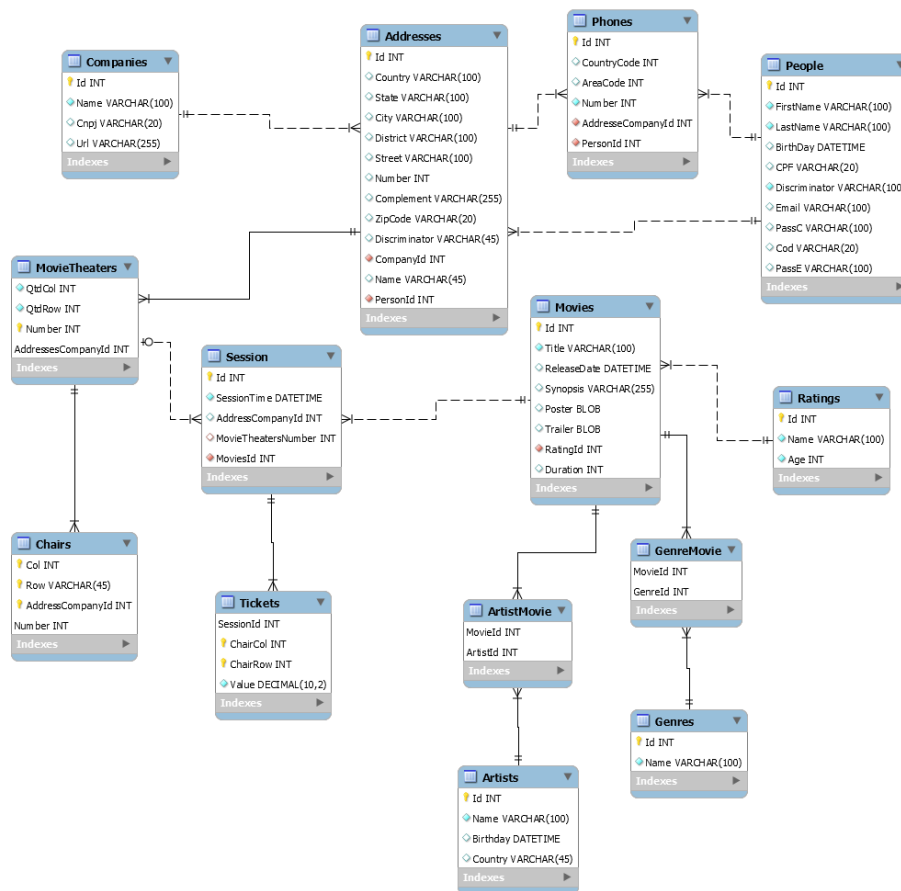 Companies
Id INT
Name VARCHAR(100)
Cnpj VARCHAR(20)
Url VARCHAR(255)
Indexes
Addresses
Id INT
Country VARCHAR(100)
State VARCHAR(100)
City VARCHAR(100)
District VARCHAR(100)
Street VARCHAR(100)
Number INT
Complement VARCHAR(255)
ZipCode VARCHAR(20)
Discriminator VARCHAR(45)
CompanyId INT
Name VARCHAR(45)
PersonId INT
Indexes
Phones
Id INT
CountryCode INT
AreaCode INT
Number INT
AddresseCompanyId INT
PersonId INT
Indexes
People
Id INT
FirstName VARCHAR(100)
LastName VARCHAR(100)
BirthDay DATETIME
CPF VARCHAR(20)
Discriminator VARCHAR(100
Email VARCHAR(100)
PassC VARCHAR(100)
Cod VARCHAR(20)
PassE VARCHAR(100)
Indexes
MovieTheaters
QtdCol INT
QtdRow INT
Number INT
AddressesCompanyId INT
Indexes
Session
Id INT
SessionTime DATETIME
AddressCompanyId INT
MovieTheatersNumber INT
MoviesId INT
Indexes
Movies
Id INT
Title VARCHAR(100)
ReleaseDate DATETIME
Synopsis VARCHAR(255)
Poster BLOB
Trailer BLOB
RatingId INT
Duration INT
Indexes
Ratings
Id INT
Name VARCHAR(100)
Age INT
Indexes
Chairs
Col INT
Row VARCHAR(45)
AddressCompanyId INT
Number INT
Indexes
Tickets
SessionId INT
ChairCol INT
ChairRow INT
Value DECIMAL(10,2)
Indexes
ArtistMovie
MovieId INT
ArtistId INT
Indexes
GenreMovie
MovieId INT
GenreId INT
Indexes
Genres
Id INT
Name VARCHAR(100)
Indexes
Artists
Id INT
Name VARCHAR(100)
Birthday DATETIME
Country VARCHAR(45)
Indexes